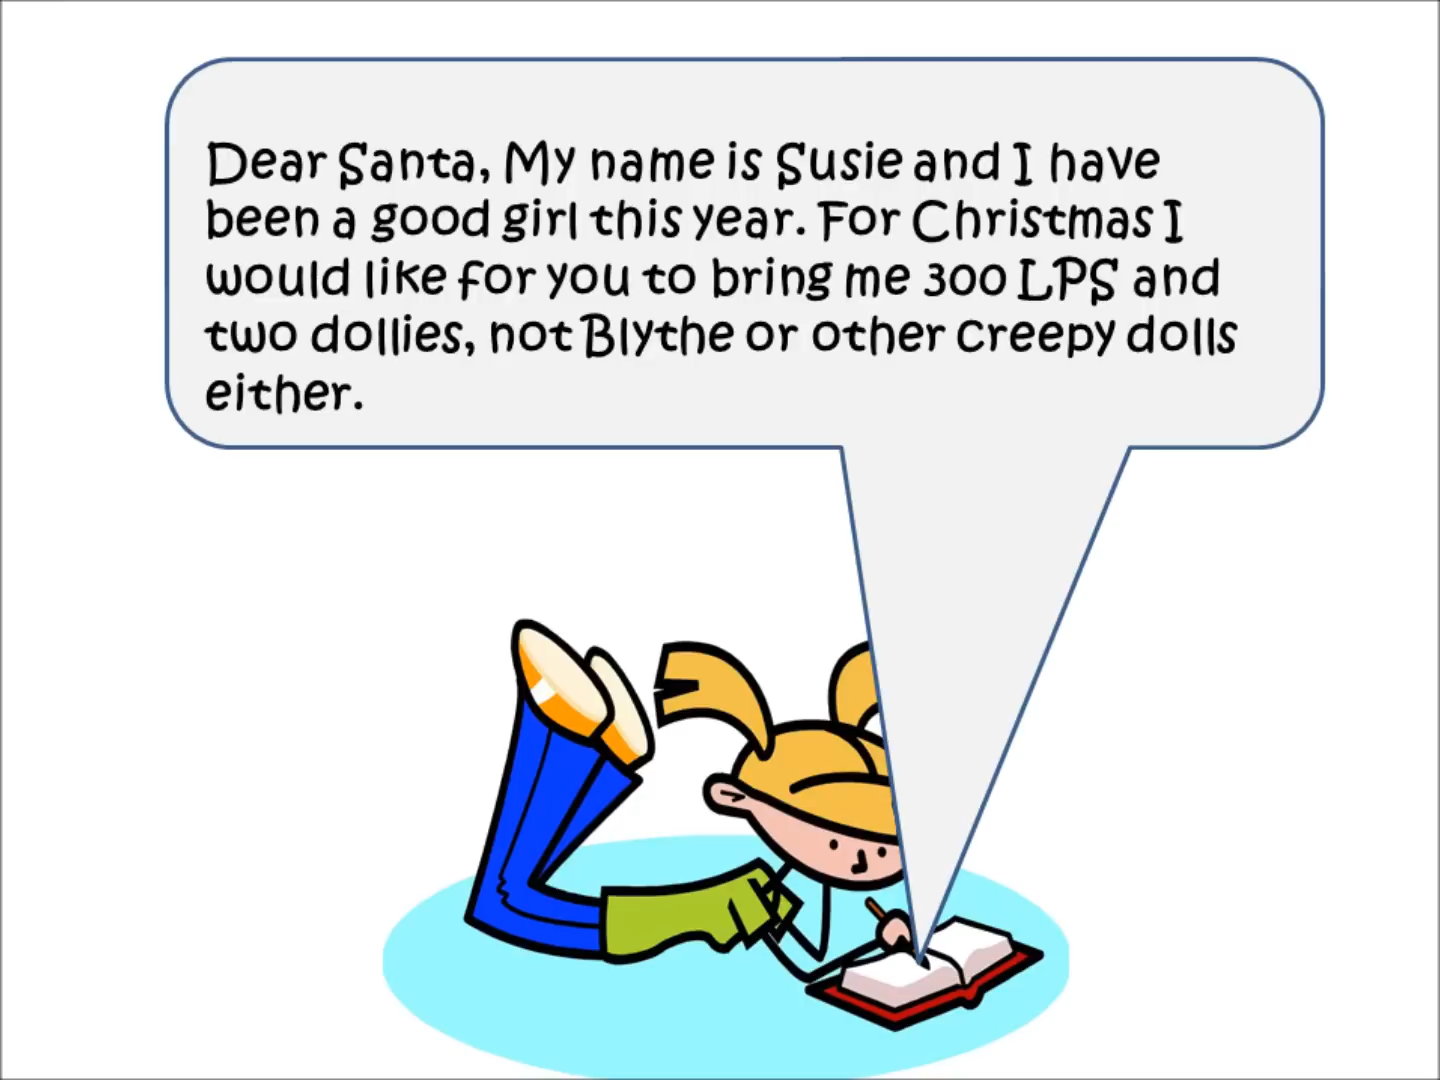 Dear Santa, My name is Susie and I have
been a good girl this year. For Christmas I
would like for you to bring me 300 LPS and
two dollies, not Blythe or other creepy dolls
either.